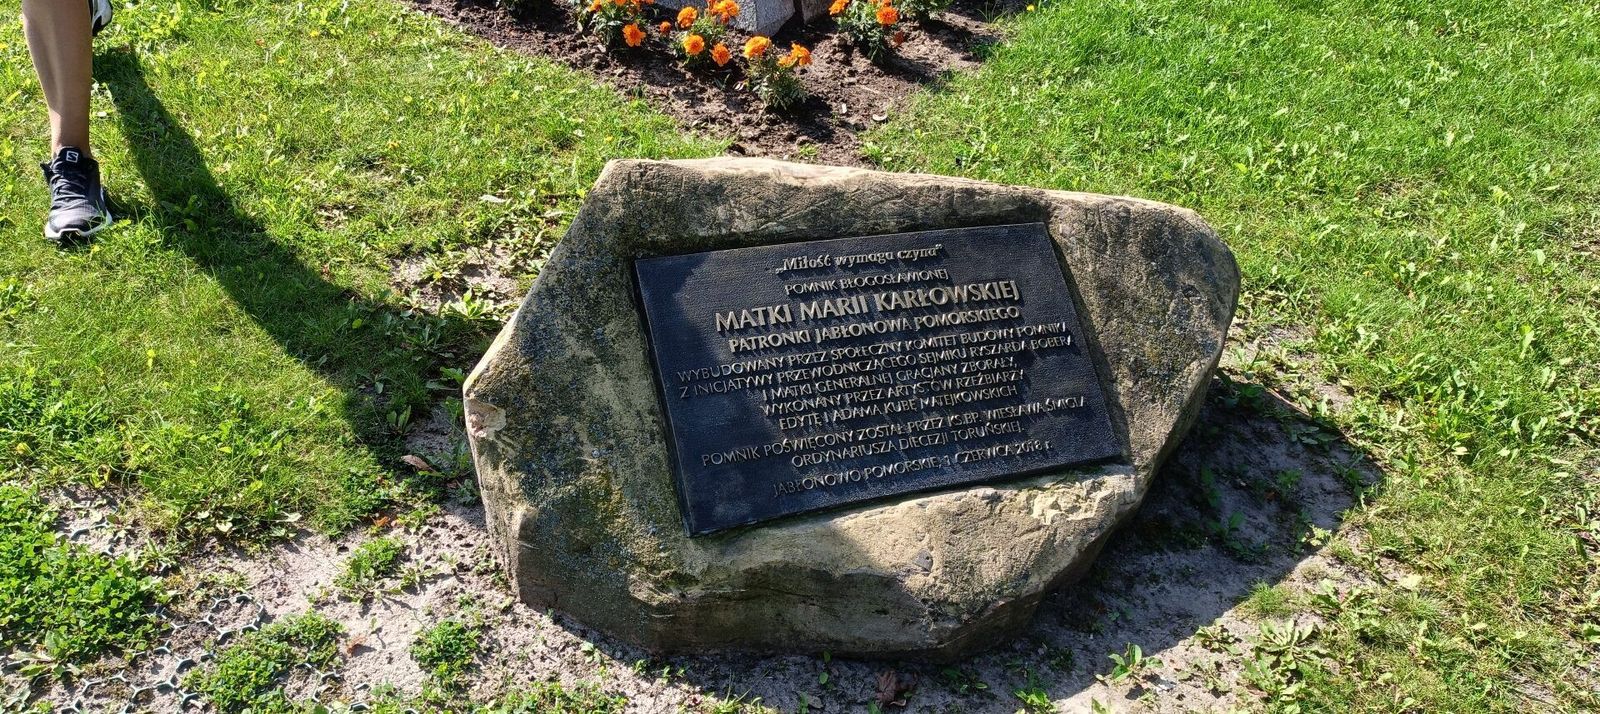 „Miłość wymaga czynu”
POMNIK BŁOGOSŁAWIONEJ
MATKI MARII KARŁOWSKIEJ
PATRONKI JABŁONOWA POMORSKIEGO
WYBUDOWANY PRZEZ SPOŁECZNY KOMITET BUDOWY POMNIKA
Z INICJATYWY PRZEWODNICZĄCEGO SEJMIKU RYSZARDA BOBERA
I MATKI GENERALNEJ GRACJANY ZBORAŁY,
WYKONANY PRZEZ ARTYSTÓW RZEŹBIARZY
EDYTĘ I ADAMA KUBĘ MATEJKOWSKICH
POMNIK POŚWIĘCONY ZOSTAŁ PRZEZ KS.BP. WIESŁAWA ŚMIGLA
ORDYNARIUSZA DIECEZJI TORUŃSKIEJ.
JABŁONOWO POMORSKIE, 1 CZERWCA 2018 r.